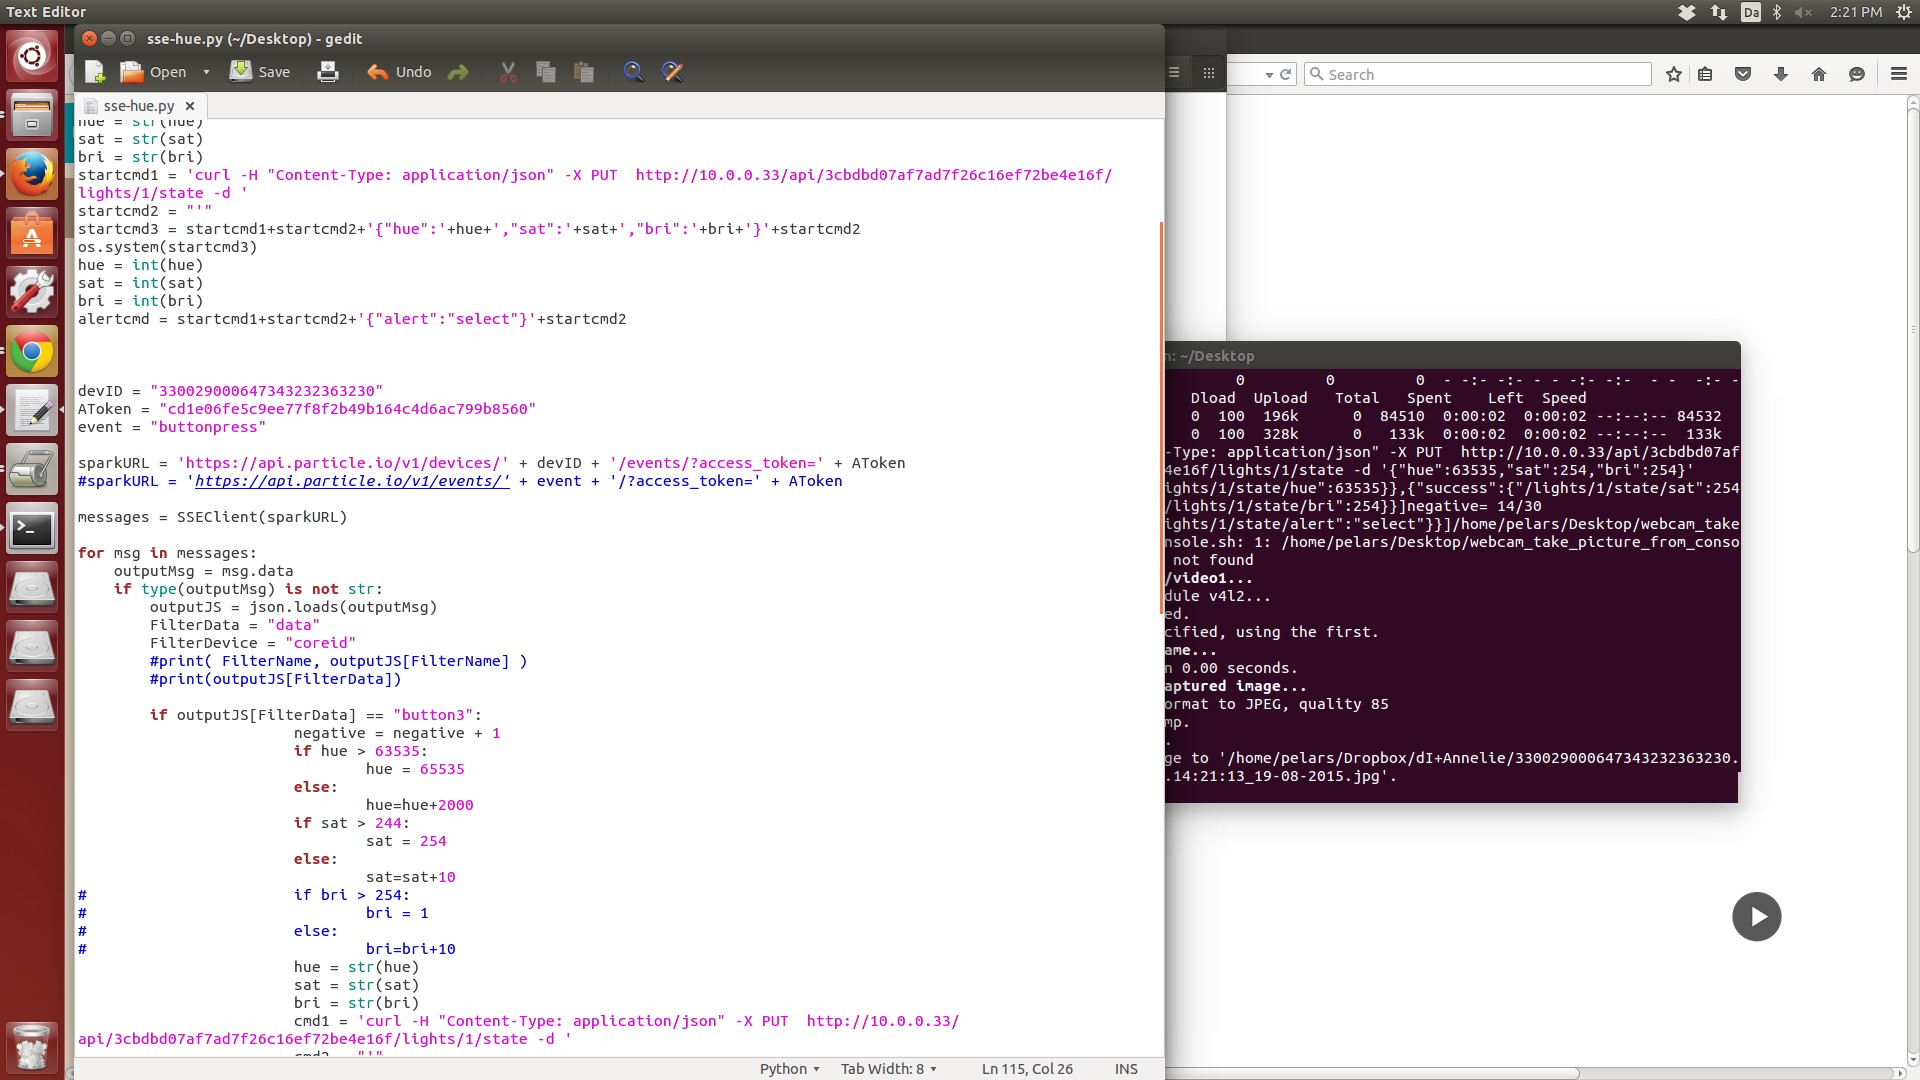 Text Editor
Da
2:21 PM
sse-hue.py (~/Desktop) - gedit
Open
Save
Undo
Search
sse-hue.py ×
hue = str(hue)
sat = str(sat)
bri = str(bri)
startcmd1 = 'curl -H "Content-Type: application/json" -X PUT  http://10.0.0.33/api/3cbdbd07af7ad7f26c16ef72be4e16f/
lights/1/state -d '
startcmd2 = "'"
startcmd3 = startcmd1+startcmd2+'{"hue":'+hue+',"sat":'+sat+',"bri":'+bri+'}'+startcmd2
os.system(startcmd3)
hue = int(hue)
sat = int(sat)
bri = int(bri)
alertcmd = startcmd1+startcmd2+'{"alert":"select"}'+startcmd2
devID = "330029000647343232363230"
AToken = "cd1e06fe5c9ee77f8f2b49b164c4d6ac799b8560"
event = "buttonpress"
sparkURL = 'https://api.particle.io/v1/devices/' + devID + '/events/?access_token=' + AToken
#sparkURL = 'https://api.particle.io/v1/events/' + event + '/?access_token=' + AToken
messages = SSEClient(sparkURL)
for msg in messages:
    outputMsg = msg.data
    if type(outputMsg) is not str:
        outputJS = json.loads(outputMsg)
        FilterData = "data"
        FilterDevice = "coreid"
        #print( FilterName, outputJS[FilterName] )
        #print(outputJS[FilterData])
        if outputJS[FilterData] == "button3":
                        negative = negative + 1
                        if hue > 63535:
                                hue = 65535
                        else:
                                hue=hue+2000
                        if sat > 244:
                                sat = 254
                        else:
                                sat=sat+10
#                       if bri > 254:
#                               bri = 1
#                       else:
#                               bri=bri+10
                        hue = str(hue)
                        sat = str(sat)
                        bri = str(bri)
                        cmd1 = 'curl -H "Content-Type: application/json" -X PUT  http://10.0.0.33/
api/3cbdbd07af7ad7f26c16ef72be4e16f/lights/1/state -d '
                        cmd2 = "'"
Python
Tab Width: 8
Ln 115, Col 26
INS
n: ~/Desktop
0 0 0 - -:- -:- - - -:- -:- - - -:- -
Dload  Upload   Total   Spent    Left  Speed
0  100  196k      0  84510  0:00:02  0:00:02 --:--:-- 84532
0  100  328k      0   133k  0:00:02  0:00:02 --:--:--  133k
-Type: application/json" -X PUT  http://10.0.0.33/api/3cbdbd07af
4e16f/lights/1/state -d '{"hue":63535,"sat":254,"bri":254}'
ights/1/state/hue":63535}},{"success":{"/lights/1/state/sat":254
/lights/1/state/bri":254}}]negative= 14/30
ights/1/state/alert":"select"}}]/home/pelars/Desktop/webcam_take
nsole.sh: 1: /home/pelars/Desktop/webcam_take_picture_from_conso
not found
/video1...
dule v4l2...
ed.
cified, using the first.
ame...
n 0.00 seconds.
aptured image...
ormat to JPEG, quality 85
mp.
.
ge to '/home/pelars/Dropbox/dI+Annelie/330029000647343232363230.
.14:21:13_19-08-2015.jpg'.